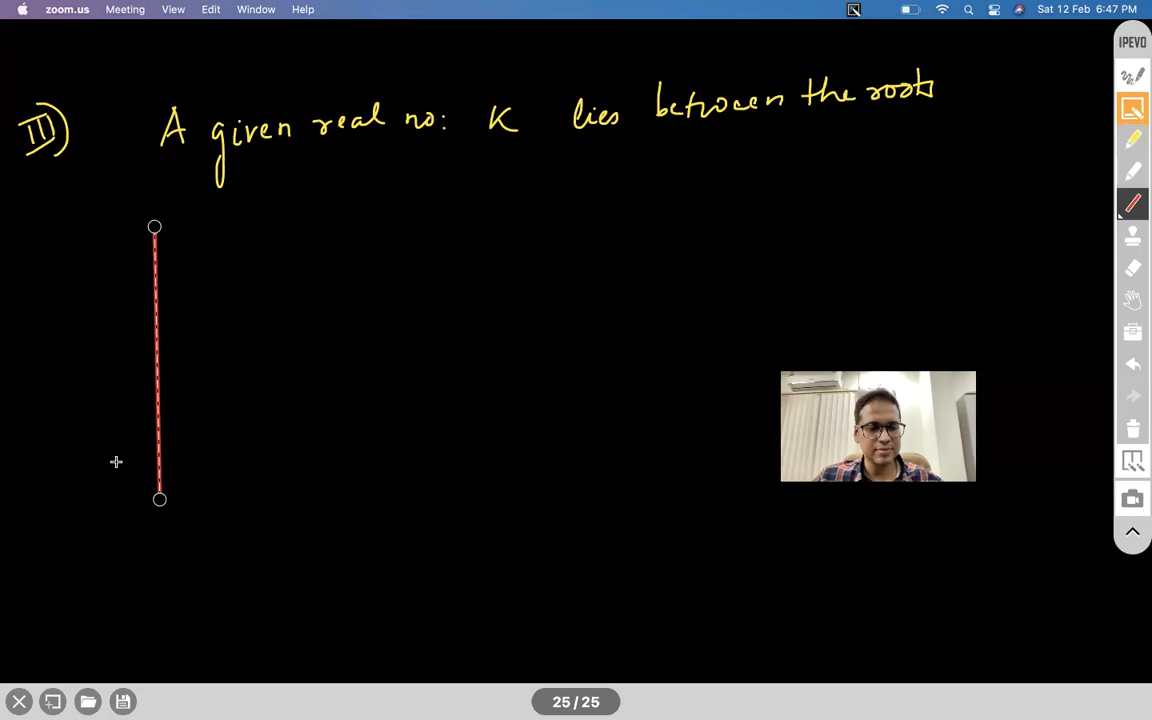 zoom.us Meeting View Edit Window Help Sat 12 Feb 6:47 PM
IPEVO
III) A given real no: K lies between the roots
25 / 25